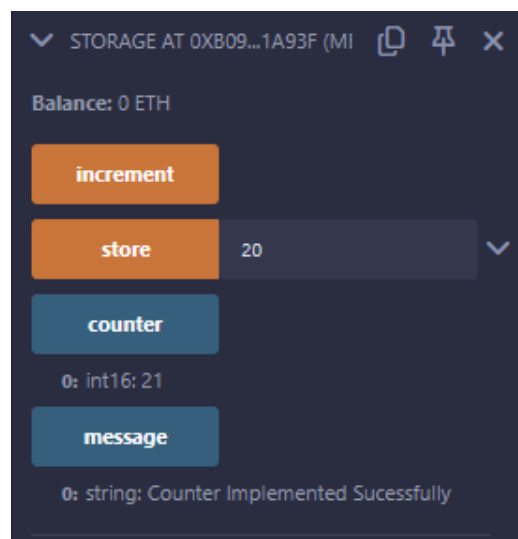 STORAGE AT 0XB09...1A93F (MI
Balance: 0 ETH
increment
store 20
counter
0: int16: 21
message
0: string: Counter Implemented Sucessfully